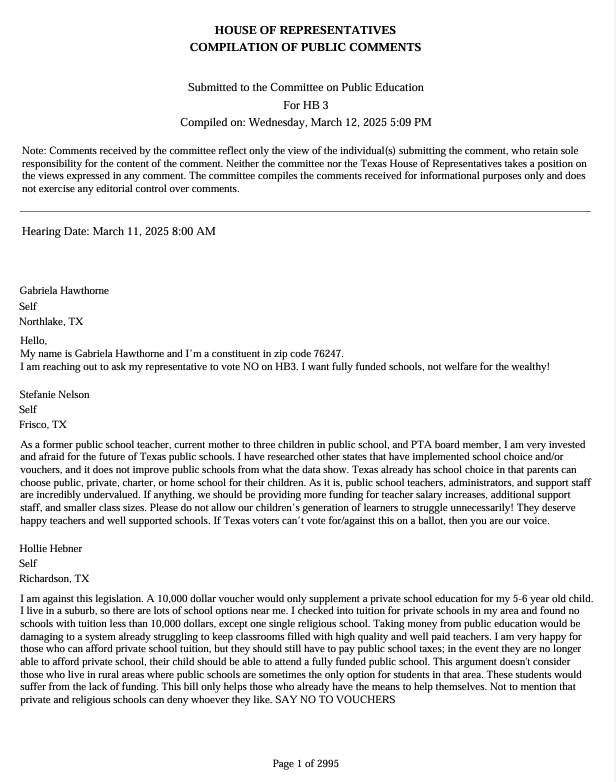 HOUSE OF REPRESENTATIVES
COMPILATION OF PUBLIC COMMENTS
Submitted to the Committee on Public Education
For HB 3
Compiled on: Wednesday, March 12, 2025 5:09 PM
Note: Comments received by the committee reflect only the view of the individual(s) submitting the comment, who retain sole
responsibility for the content of the comment. Neither the committee nor the Texas House of Representatives takes a position on
the views expressed in any comment. The committee compiles the comments received for informational purposes only and does
not exercise any editorial control over comments.
Hearing Date: March 11, 2025 8:00 AM
Gabriela Hawthorne
Self
Northlake, TX
Hello,
My name is Gabriela Hawthorne and I'm a constituent in zip code 76247.
I am reaching out to ask my representative to vote NO on HB3. I want fully funded schools, not welfare for the wealthy!
Stefanie Nelson
Self
Frisco, TX
As a former public school teacher, current mother to three children in public school, and PTA board member, I am very invested
and afraid for the future of Texas public schools. I have researched other states that have implemented school choice and/or
vouchers, and it does not improve public schools from what the data show. Texas already has school choice in that parents can
choose public, private, charter, or home school for their children. As it is, public school teachers, administrators, and support staff
are incredibly undervalued. If anything, we should be providing more funding for teacher salary increases, additional support
staff, and smaller class sizes. Please do not allow our children's generation of learners to struggle unnecessarily! They deserve
happy teachers and well supported schools. If Texas voters can't vote for/against this on a ballot, then you are our voice.
Hollie Hebner
Self
Richardson, TX
I am against this legislation. A 10,000 dollar voucher would only supplement a private school education for my 5-6 year old child.
I live in a suburb, so there are lots of school options near me. I checked into tuition for private schools in my area and found no
schools with tuition less than 10,000 dollars, except one single religious school. Taking money from public education would be
damaging to a system already struggling to keep classrooms filled with high quality and well paid teachers. I am very happy for
those who can afford private school tuition, but they should still have to pay public school taxes; in the event they are no longer
able to afford private school, their child should be able to attend a fully funded public school. This argument doesn't consider
those who live in rural areas where public schools are sometimes the only option for students in that area. These students would
suffer from the lack of funding. This bill only helps those who already have the means to help themselves. Not to mention that
private and religious schools can deny whoever they like. SAY NO TO VOUCHERS
Page 1 of 2995